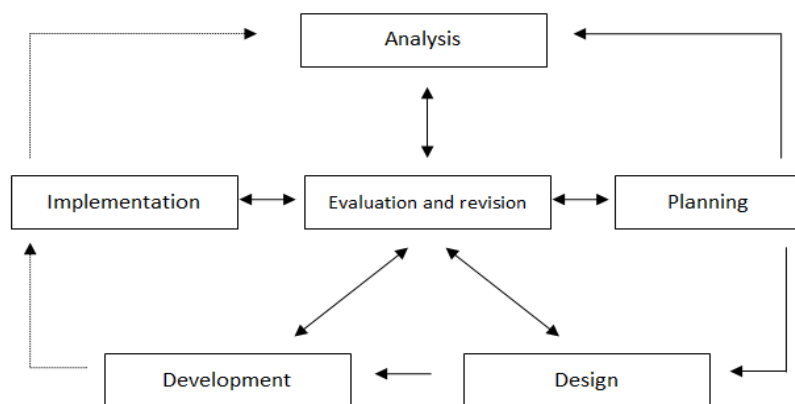 Analysis
Implementation
Evaluation and revision
Planning
Development
Design